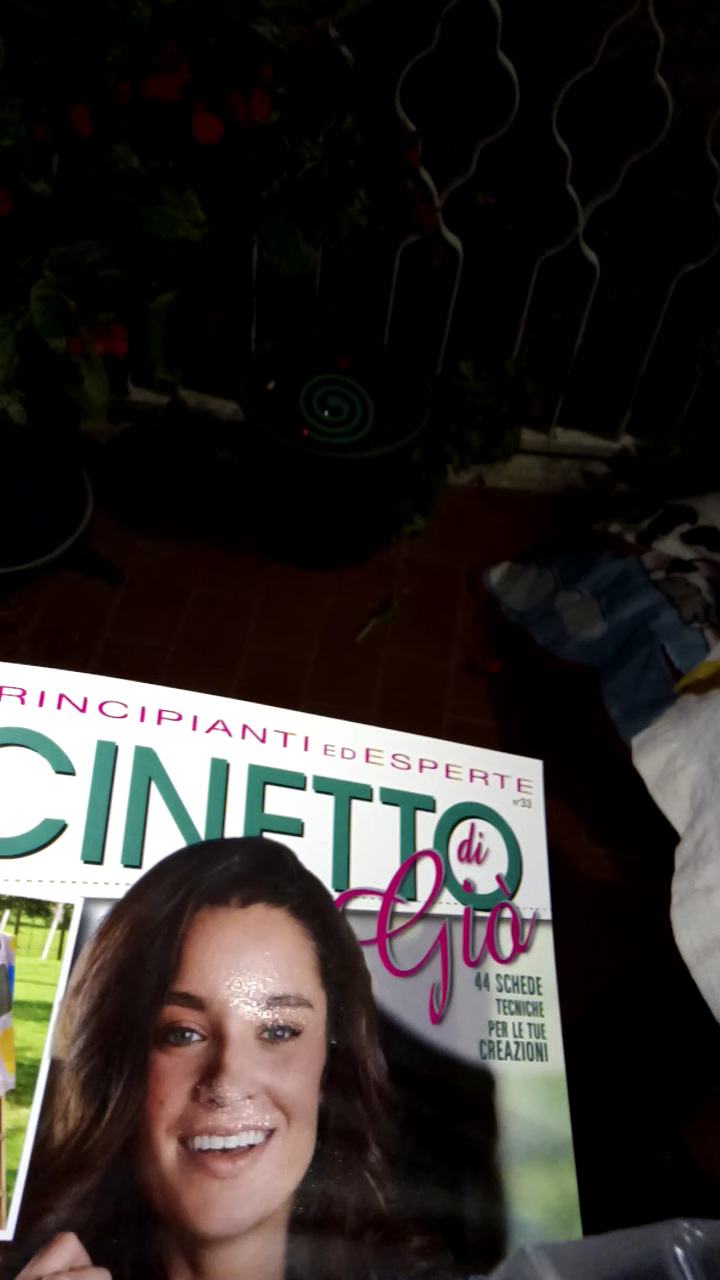 RINCIPIANTI ED ESPERTE
n°33
CINETTO
di
Giò
44 SCHEDE
TECNICHE
PER LE TUE
CREAZIONI